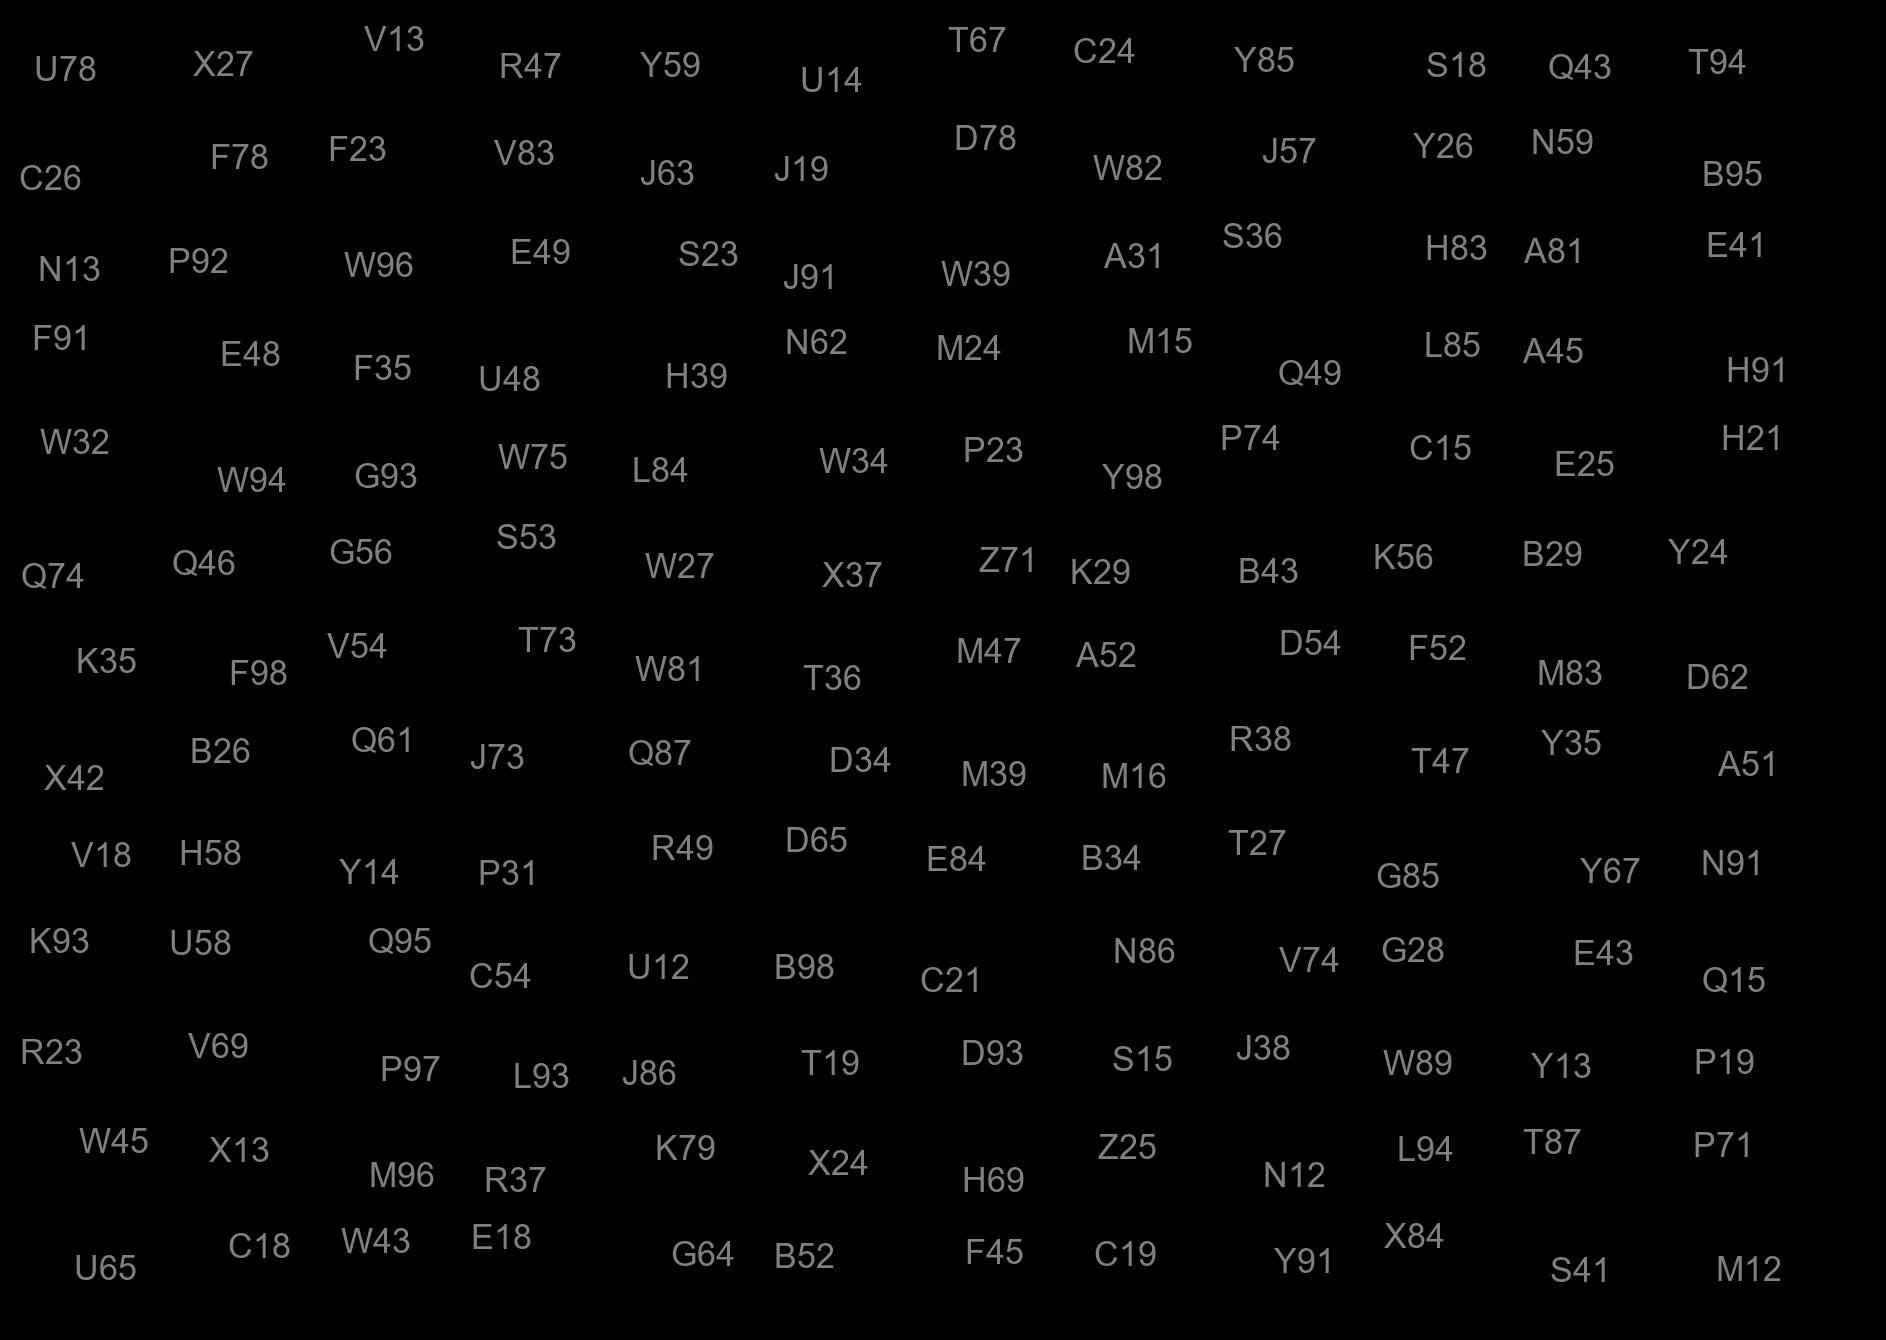 U78 X27 V13 R47 Y59 U14 T67 C24 Y85 S18 Q43 T94
C26 F78 F23 V83 J63 J19 D78 W82 J57 Y26 N59 B95
N13 P92 W96 E49 S23 J91 W39 A31 S36 H83 A81 E41
F91 E48 F35 U48 H39 N62 M24 M15 Q49 L85 A45 H91
W32 W94 G93 W75 L84 W34 P23 Y98 P74 C15 E25 H21
Q74 Q46 G56 S53 W27 X37 Z71 K29 B43 K56 B29 Y24
K35 F98 V54 T73 W81 T36 M47 A52 D54 F52 M83 D62
X42 B26 Q61 J73 Q87 D34 M39 M16 R38 T47 Y35 A51
V18 H58 Y14 P31 R49 D65 E84 B34 T27 G85 Y67 N91
K93 U58 Q95 C54 U12 B98 C21 N86 V74 G28 E43 Q15
R23 V69 P97 L93 J86 T19 D93 S15 J38 W89 Y13 P19
W45 X13 M96 R37 K79 X24 H69 Z25 N12 L94 T87 P71
U65 C18 W43 E18 G64 B52 F45 C19 Y91 X84 S41 M12